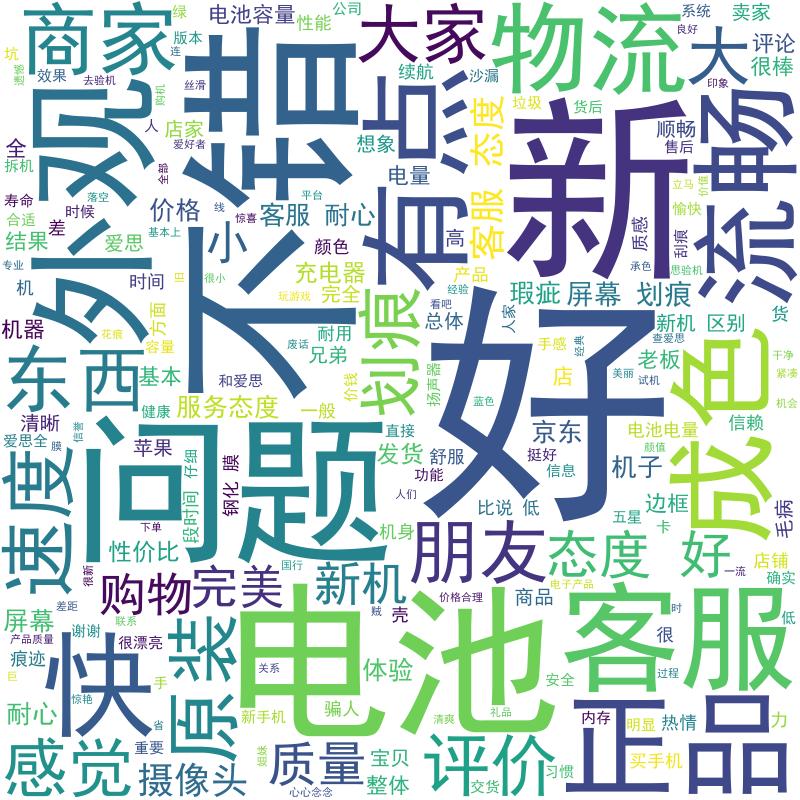 商家
绿
电池容量
公司
大家
物流
系统
卖家
坑
效果
版本
连
性能
续航
沙漏
大
评论
很棒
遗憾
去验机
购机
丝滑
垃圾
货后
印象
良好
外观
不错
有点
新
流畅
人
店家
爱好者
想象
态度
顺畅
售后
全
拆机
全部
电量
立马
价值
寿命
落空
平台
合适
时候
价格
线
惊喜
客服
耐心
高
客服
质感
刮痕
愉快
结果
差
爱思
基本上
小
颜色
承色
思验机
专业
机
时间
旧
很小
充电器
产品
瑕疵
屏幕
划痕
货
方面
玩游戏
完全
经验
机器
花痕
容量
废话
耐用
划痕
看吧
总体
人家
新机
区别
查爱思
东西
兄弟
好
手感
经典
老板
成色
干净
和爱思
价钱
扬声器
店
美丽
试机
紧凑
基本
健康
服务态度
一般
蓝色
颜值
机会
清晰
信誉
问题
直接
京东
电池电量
信赖
爱思全
膜
苹果
仔细
钢化
膜
发货
舒服
挺好
信息
机子
功能
速度
段时间
人们
比说
低
边框
毛病
下单
机身
五星
卡
性价比
朋友
态度
好
店铺
很新
国行
电子产品
一流
确实
购物
完美
新机
差距
贼
壳
价格合理
商品
客服
时
屏幕
谢谢
联系
电池
很
低
产品质量
很漂亮
原装
痕迹
快
关系
体验
安全
过程
巨
惊艳
手
骗人
耐心
新手机
清爽
礼品
正品
内存
明显
热情
力
省
姐妹
感觉
重要
质量
宝贝
评价
买手机
摄像头
心心念念
整体
交货
习惯